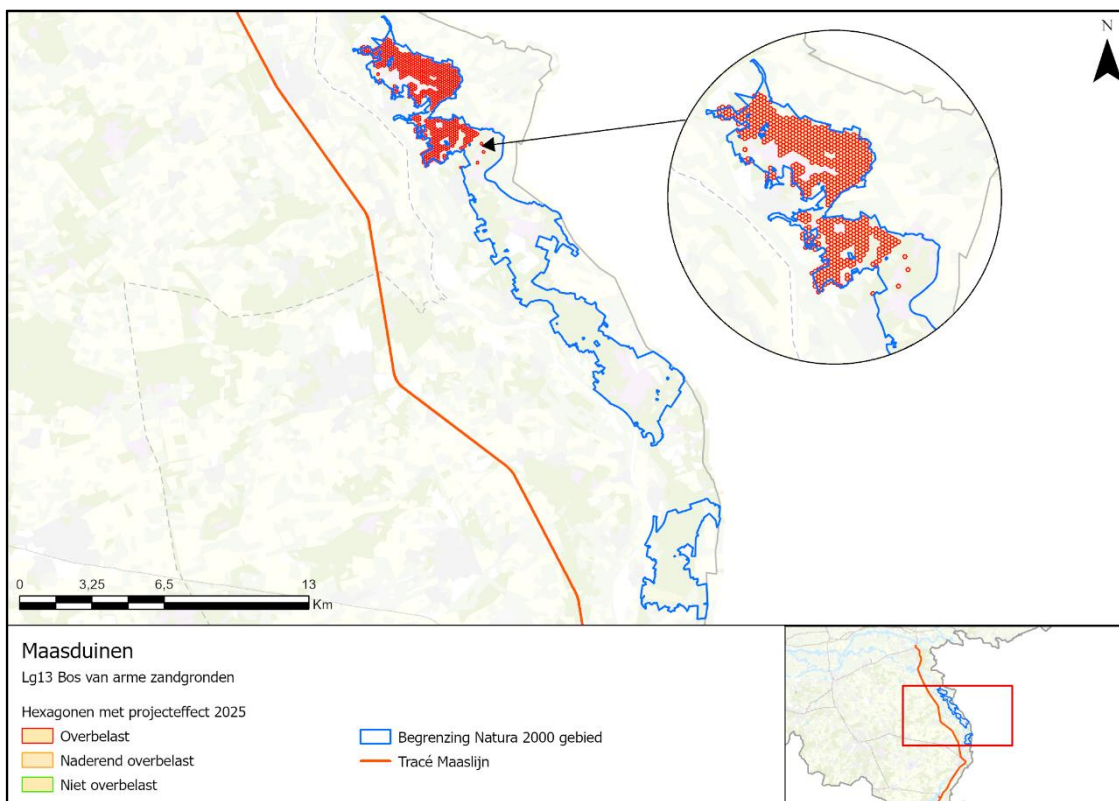 N
0 3,25 6,5 13
Km
Maasduinen
Lg13 Bos van arme zandgronden
Hexagonen met projecteffect 2025
Overbelast
Naderend overbelast
Niet overbelast
Begrenzing Natura 2000 gebied
Tracé Maaslijn